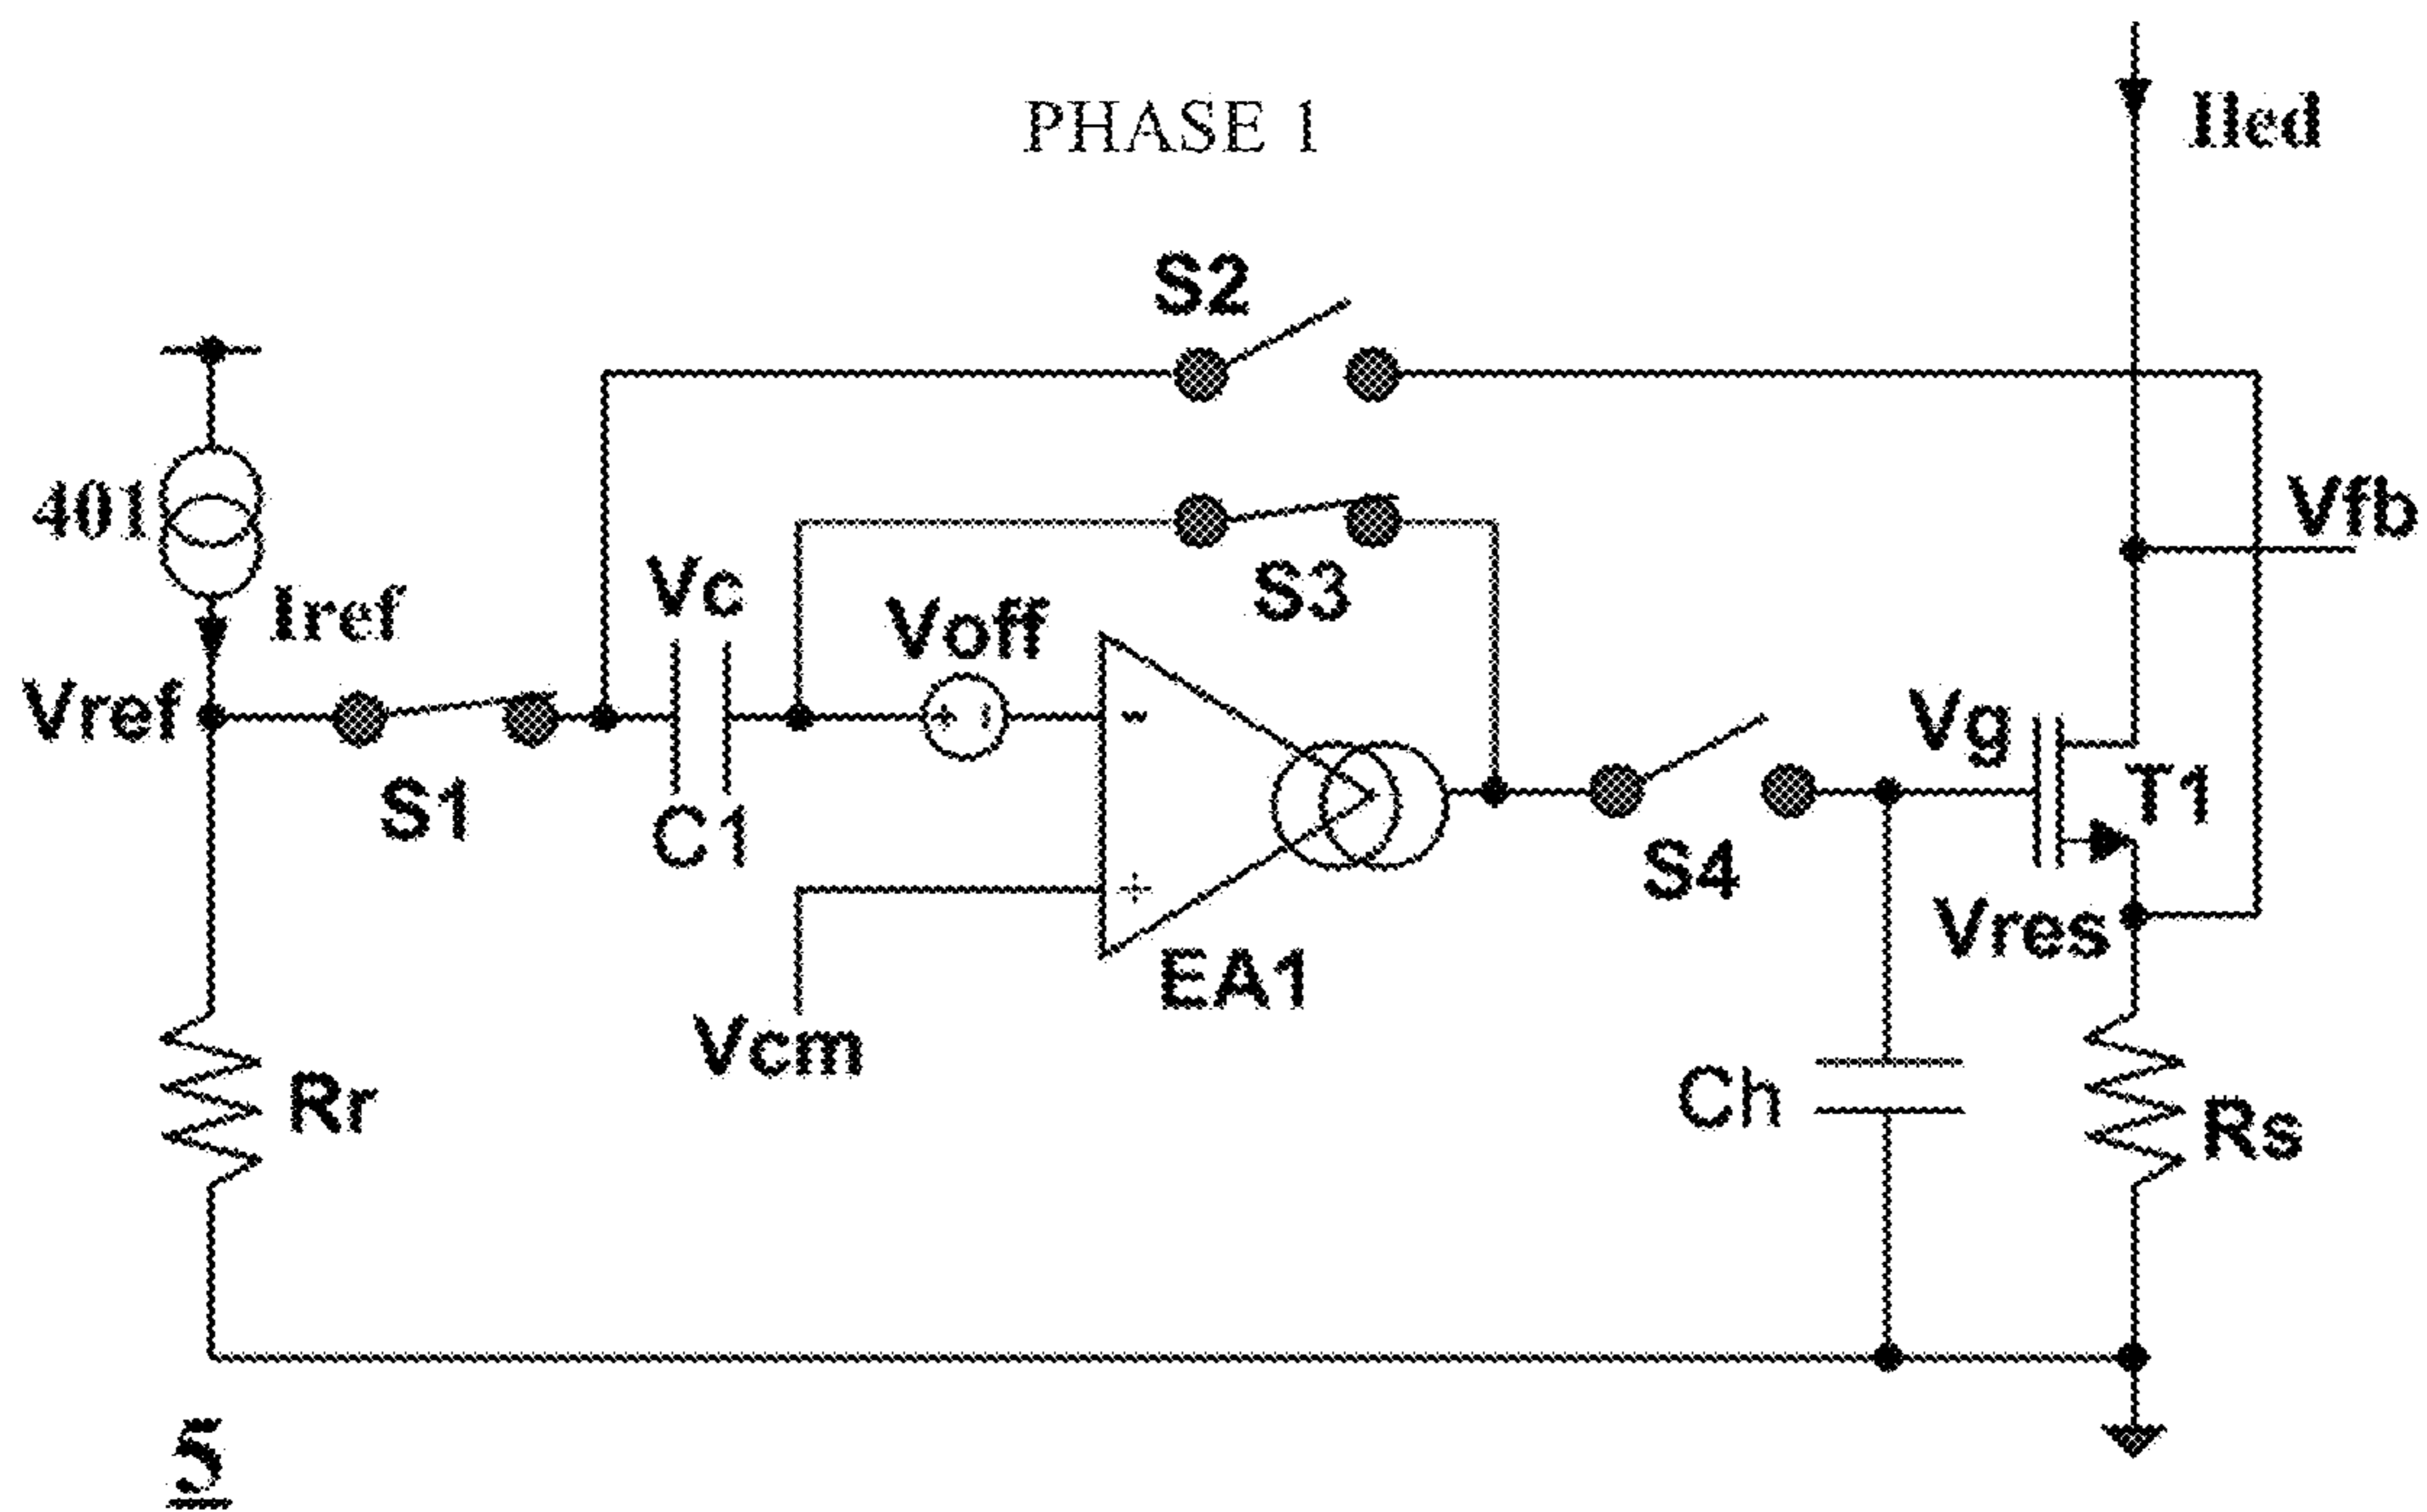 PHASE 1
Iled
S2
401
Vfb
Vc
S3
Iref
Voff
Vref
-
Vg
S1
C1
T1
S4
+
Vres
EA1
Vcm
Ch
Rr
Rs
5